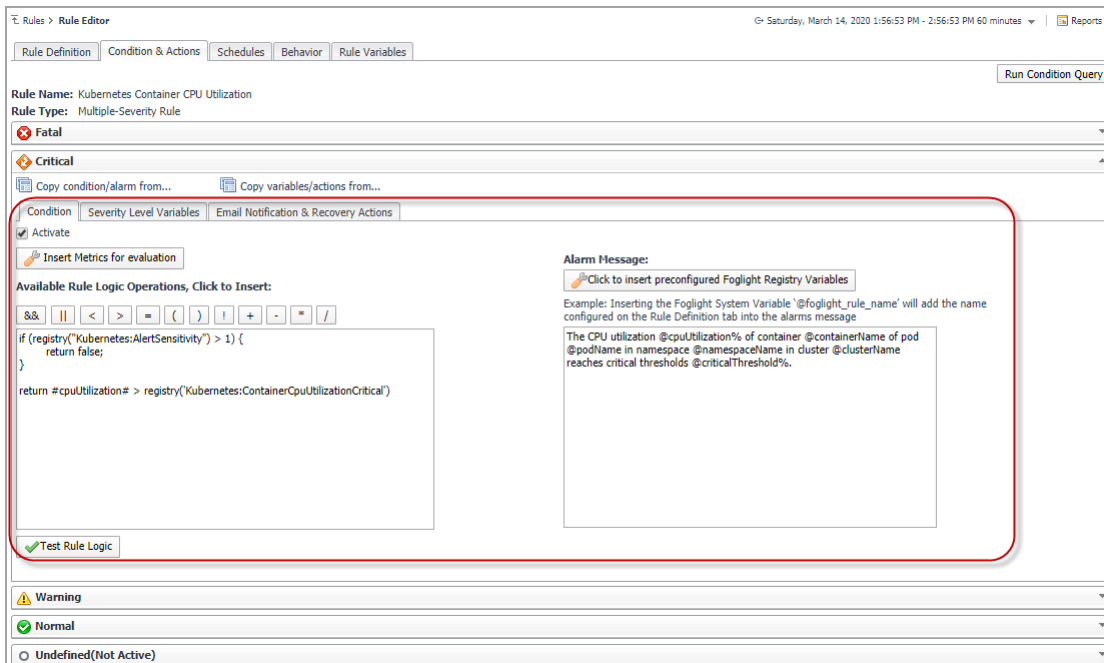 Rules > Rule Editor
Saturday, March 14, 2020 1:56:53 PM - 2:56:53 PM 60 minutes
Reports
Rule Definition
Condition & Actions
Schedules
Behavior
Rule Variables
Run Condition Query
Rule Name: Kubernetes Container CPU Utilization
Rule Type: Multiple-Severity Rule
Fatal
Critical
Copy condition/alarm from...
Copy variables/actions from...
Condition
Severity Level Variables
Email Notification & Recovery Actions
Activate
Insert Metrics for evaluation
Available Rule Logic Operations, Click to Insert:
&& || < > = ( ) ! + - * /
if (registry("Kubernetes:AlertSensitivity") > 1) {
return false;
}
return #cpuUtilization# > registry('Kubernetes:ContainerCpuUtilizationCritical')
Test Rule Logic
Alarm Message:
Click to insert preconfigured Foglight Registry Variables
Example: Inserting the Foglight System Variable `@foglight_rule_name' will add the name
configured on the Rule Definition tab into the alarms message
The CPU utilization @cpuUtilization% of container @containerName of pod
@podName in namespace @namespaceName in cluster @clusterName
reaches critical thresholds @criticalThreshold%.
Warning
Normal
Undefined(Not Active)